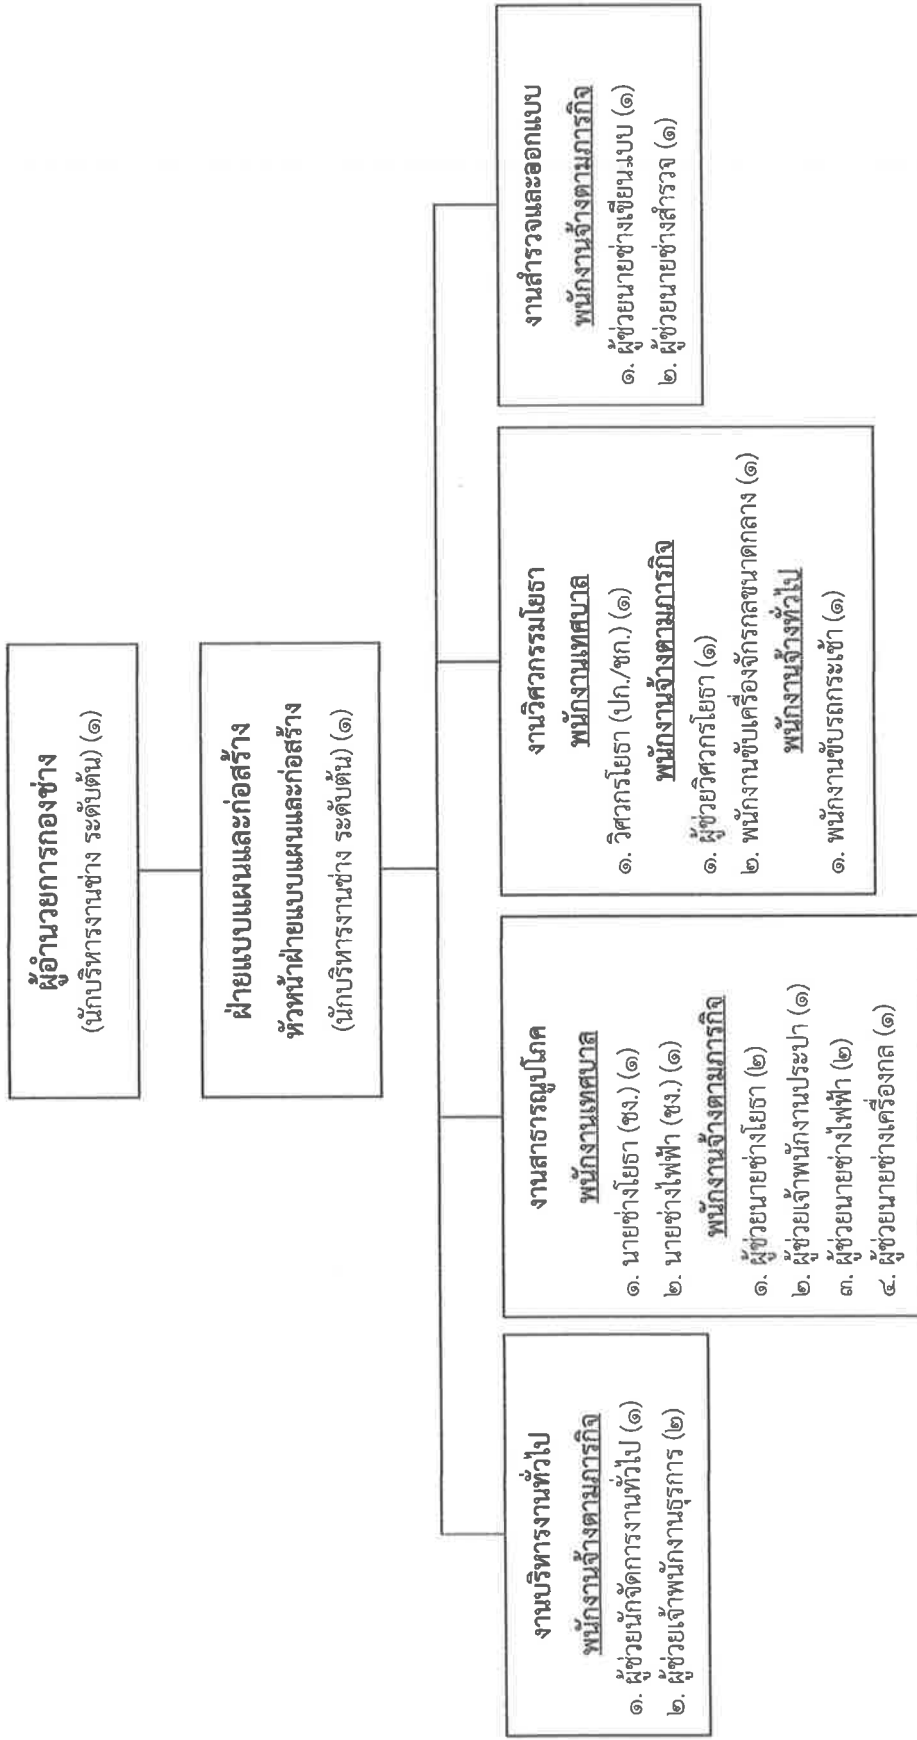 ผู้อำนวยการกองช่าง
(นักบริหารงานช่าง ระดับต้น) (๑)
ฝ่ายแบบแผนและก่อสร้าง
หัวหน้าฝ่ายแบบแผนและก่อสร้าง
(นักบริหารงานช่าง ระดับต้น) (๑)
งานบริหารงานทั่วไป
พนักงานจ้างตามภารกิจ
๑. ผู้ช่วยนักจัดการงานทั่วไป (๑)
๒. ผู้ช่วยเจ้าพนักงานธุรการ (๒)
งานสาธารณูปโภค
พนักงานเทศบาล
๑. นายช่างโยธา (ชง.) (๑)
๒. นายช่างไฟฟ้า (ชง.) (๑)
พนักงานจ้างตามภารกิจ
๑. ผู้ช่วยนายช่างโยธา (๒)
๒. ผู้ช่วยเจ้าพนักงานประปา (๑)
๓. ผู้ช่วยนายช่างไฟฟ้า (๒)
๔. ผู้ช่วยนายช่างเครื่องกล (๑)
งานวิศวกรรมโยธา
พนักงานเทศบาล
๑. วิศวกรโยธา (ปก./ชก.) (๑)
พนักงานจ้างตามภารกิจ
๑. ผู้ช่วยวิศวกรโยธา (๑)
๒. พนักงานขับเครื่องจักรกลขนาดกลาง (๑)
พนักงานจ้างทั่วไป
๑. พนักงานขับรถกระเช้า (๑)
งานสำรวจและออกแบบ
พนักงานจ้างตามภารกิจ
๑. ผู้ช่วยนายช่างเขียนแบบ (๑)
๒. ผู้ช่วยนายช่างสำรวจ (๑)